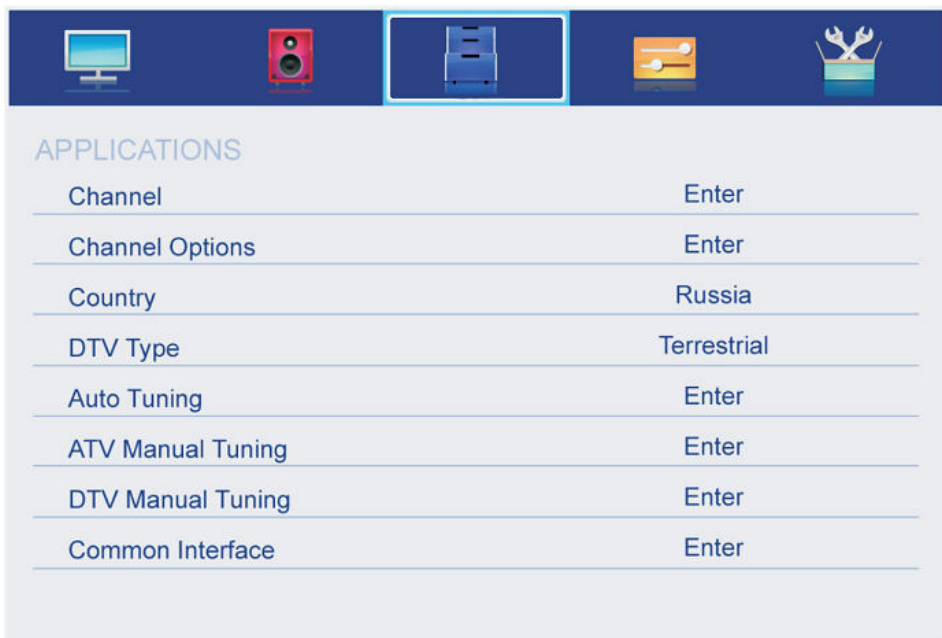 APPLICATIONS
Channel Enter
Channel Options Enter
Country Russia
DTV Type Terrestrial
Auto Tuning Enter
ATV Manual Tuning Enter
DTV Manual Tuning Enter
Common Interface Enter